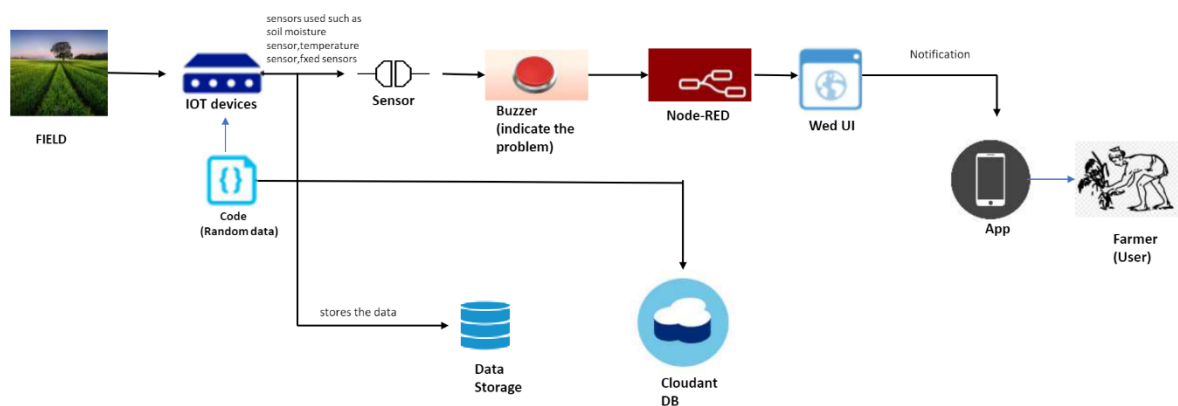 sensors used such as
soil moisture
sensor,temperature
sensor,fxed sensors
Notification
IOT devices
Sensor
Buzzer
(indicate the
problem)
Node-RED
Wed UI
FIELD
{ }
Code
(Random data)
App
Farmer
(User)
stores the data
Data
Storage
Cloudant
DB